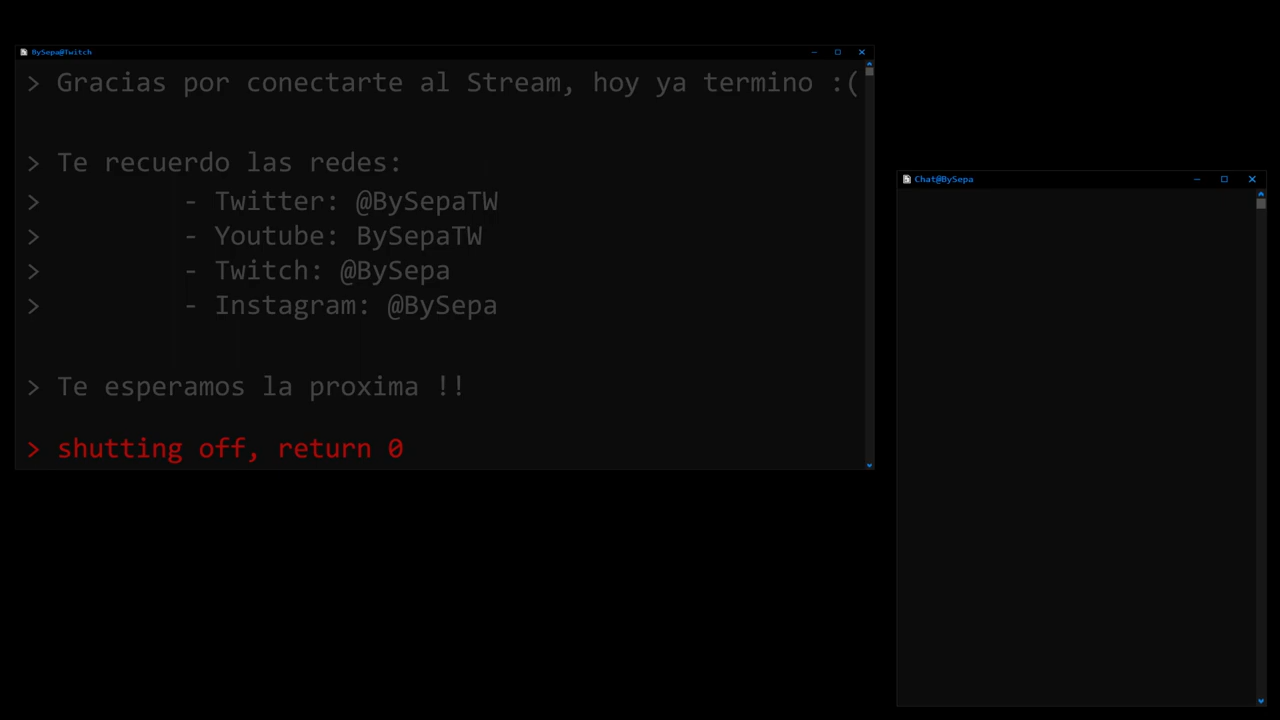 BySepa@Twitch
> Gracias por conectarte al Stream, hoy ya termino :(
> Te recuerdo las redes:
> - Twitter: @BySepaTW
> - Youtube: BySepaTW
> - Twitch: @BySepa
> - Instagram: @BySepa
> Te esperamos la proxima !!
> shutting off, return 0
Chat@BySepa